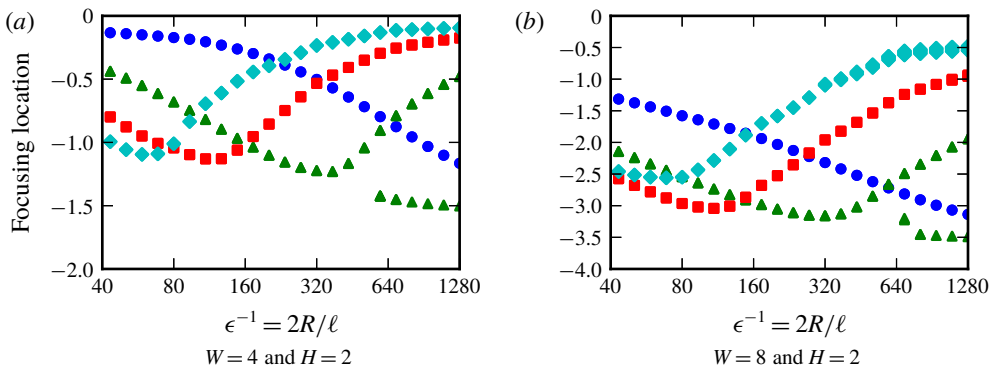 (a)
Focusing location
0
−0.5
−1.0
−1.5
−2.0
40 80 160 320 640 1280
ϵ⁻¹ = 2R/ℓ
W = 4 and H = 2
(b)
0
−0.5
−1.0
−1.5
−2.0
−2.5
−3.0
−3.5
−4.0
40 80 160 320 640 1280
ϵ⁻¹ = 2R/ℓ
W = 8 and H = 2